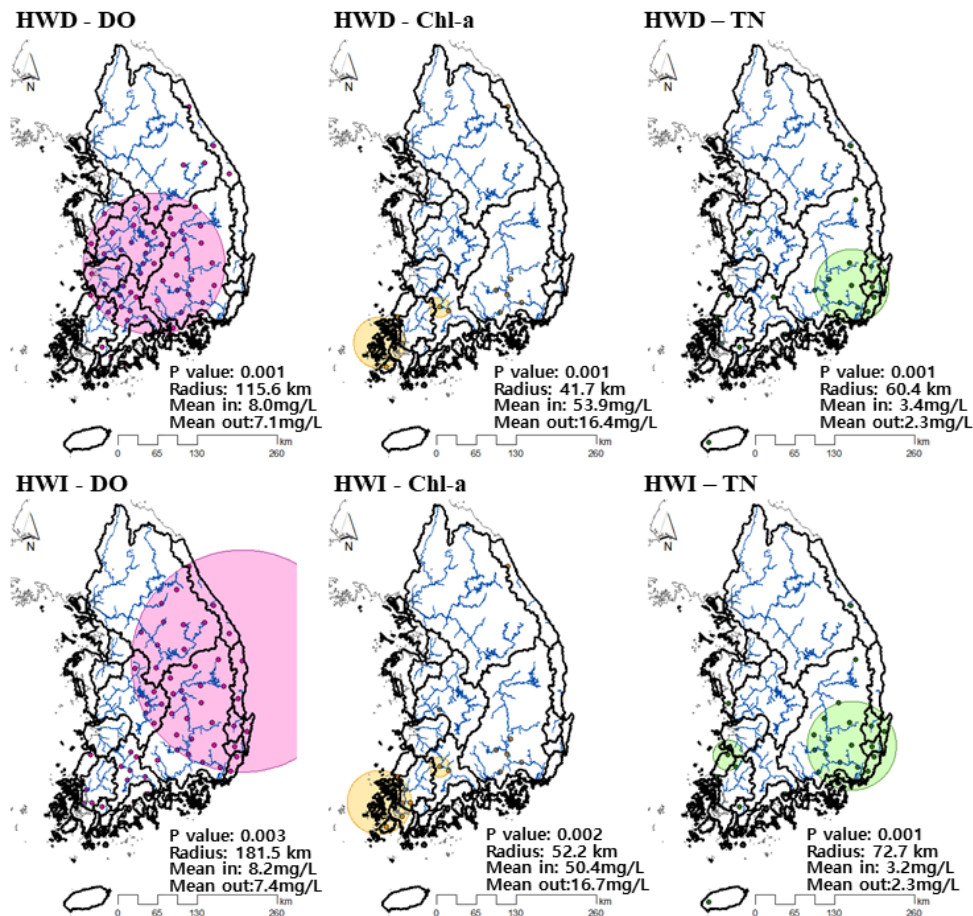 HWD - DO
HWD - Chl-a
HWD – TN
N
N
N
P value: 0.001
Radius: 115.6 km
Mean in: 8.0mg/L
Mean out:7.1mg/L
P value: 0.001
Radius: 41.7 km
Mean in: 53.9mg/L
Mean out:16.4mg/L
P value: 0.001
Radius: 60.4 km
Mean in: 3.4mg/L
Mean out:2.3mg/L
km
0 65 130 260
km
0 65 130 260
km
0 65 130 260
HWI - DO
HWI - Chl-a
HWI – TN
N
N
N
P value: 0.003
Radius: 181.5 km
Mean in: 8.2mg/L
Mean out:7.4mg/L
P value: 0.002
Radius: 52.2 km
Mean in: 50.4mg/L
Mean out:16.7mg/L
P value: 0.001
Radius: 72.7 km
Mean in: 3.2mg/L
Mean out:2.3mg/L
km
0 65 130 260
km
0 65 130 260
km
0 65 130 260